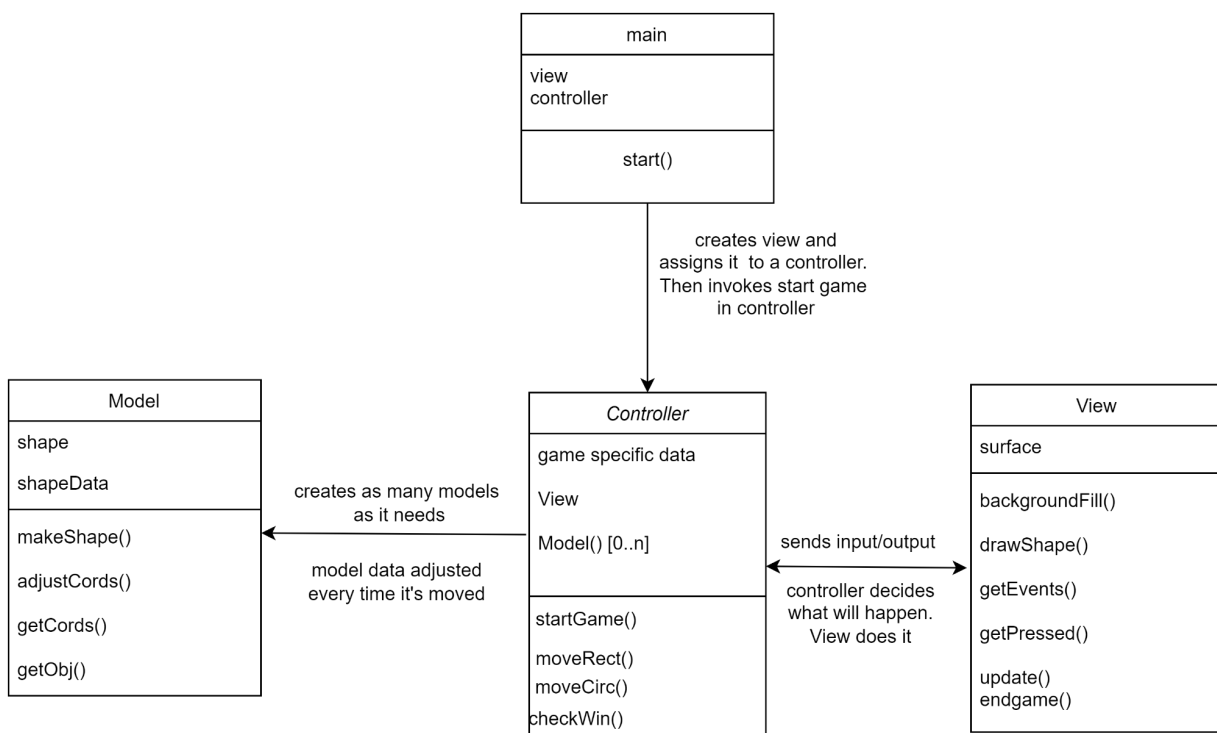 main
view
controller
start()
creates view and
assigns it  to a controller.
Then invokes start game
in controller
Model
shape
shapeData
makeShape()
adjustCords()
getCords()
getObj()
creates as many models
as it needs
model data adjusted
every time it's moved
Controller
game specific data
View
Model() [0..n]
startGame()
moveRect()
moveCirc()
checkWin()
sends input/output
controller decides
what will happen.
View does it
View
surface
backgroundFill()
drawShape()
getEvents()
getPressed()
update()
endgame()